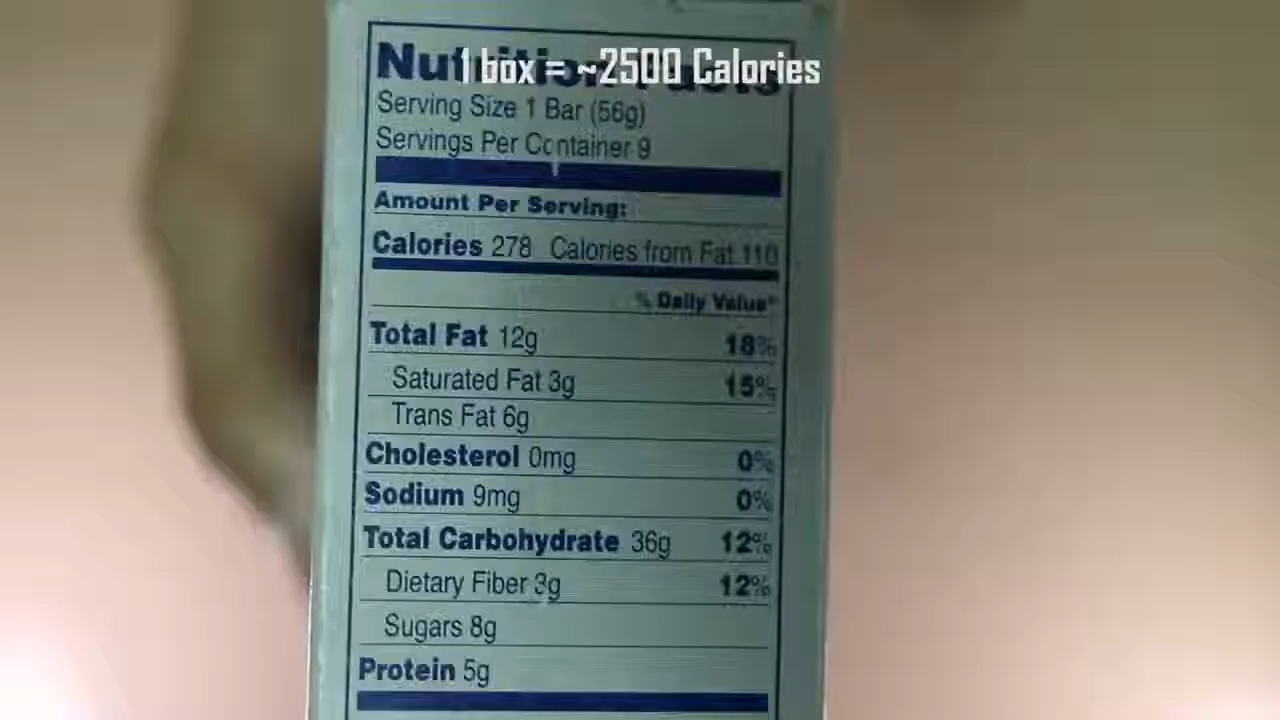 1 box = ~2500 Calories
Nutrition Facts
Serving Size 1 Bar (56g)
Servings Per Container 9
Amount Per Serving:
Calories 278 Calories from Fat 110
% Daily Value*
Total Fat 12g 18%
Saturated Fat 3g 15%
Trans Fat 6g
Cholesterol 0mg 0%
Sodium 9mg 0%
Total Carbohydrate 36g 12%
Dietary Fiber 3g 12%
Sugars 8g
Protein 5g